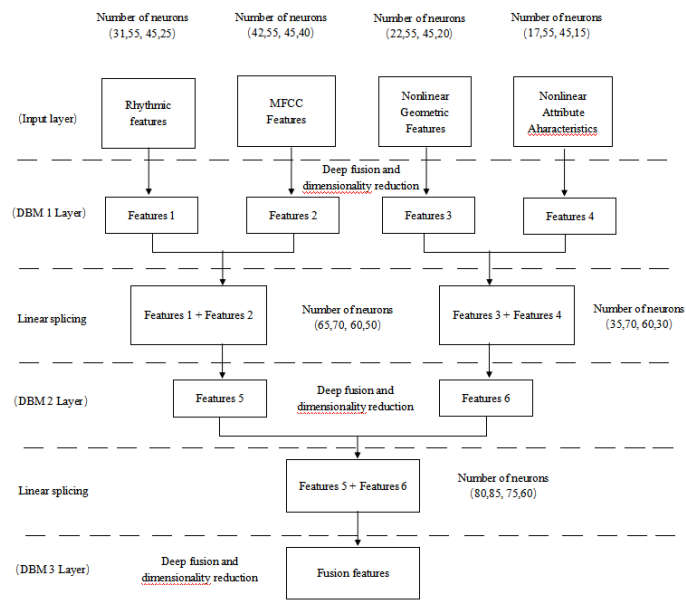 Number of neurons
Number of neurons
Number of neurons
Number of neurons
(31,55, 45,25)
(42,55, 45,40)
(22,55, 45,20)
(17,55, 45,15)
(Input layer)
Rhythmic
features
MFCC
Features
Nonlinear
Geometric
Features
Nonlinear
Attribute
Aharacteristics
Deep fusion and
dimensionality reduction
(DBM 1 Layer)
Features 1
Features 2
Features 3
Features 4
Linear splicing
Features 1 + Features 2
Number of neurons
(65,70, 60,50)
Features 3 + Features 4
Number of neurons
(35,70, 60,30)
(DBM 2 Layer)
Features 5
Deep fusion and
dimensionality reduction
Features 6
Linear splicing
Features 5 + Features 6
Number of neurons
(80,85, 75,60)
(DBM 3 Layer)
Deep fusion and
dimensionality reduction
Fusion features